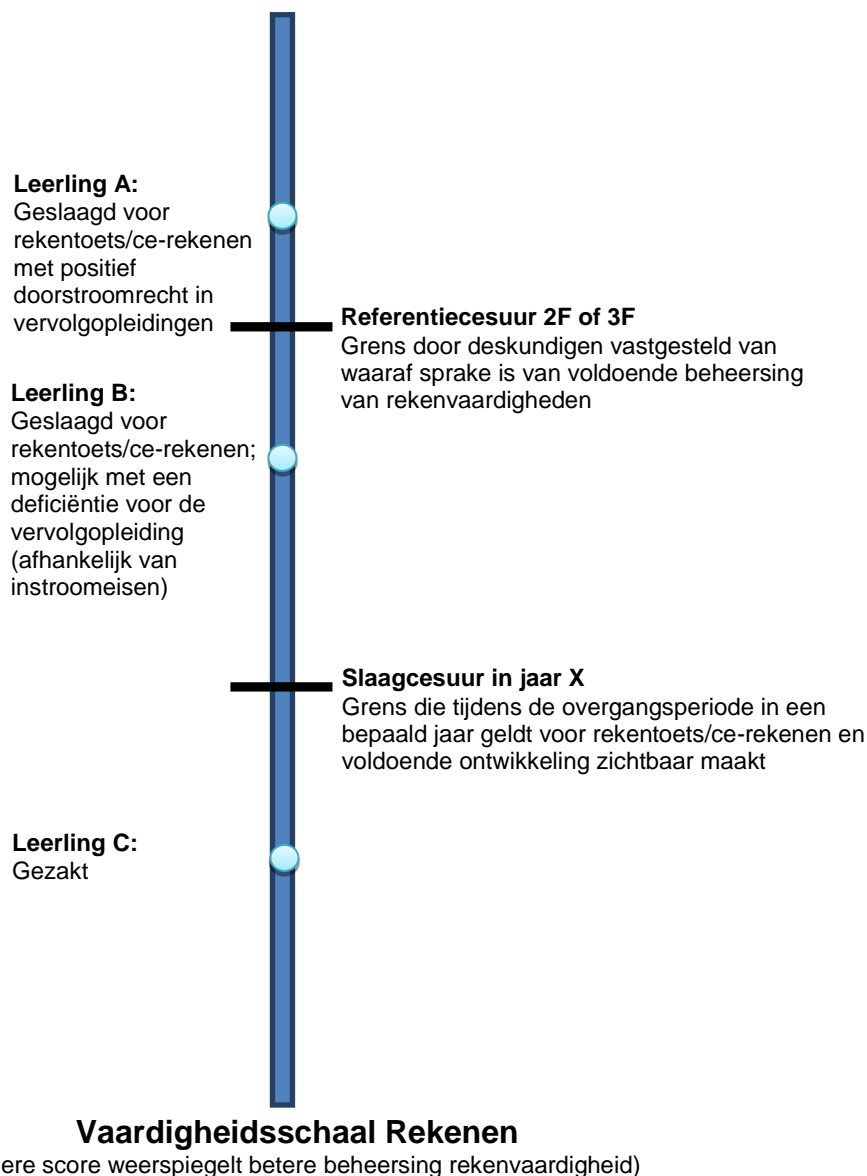 Leerling A:
Geslaagd voor
rekentoets/ce-rekenen
met positief
doorstroomrecht in
vervolgopleidingen
Referentiecesuur 2F of 3F
Grens door deskundigen vastgesteld van
waaraf sprake is van voldoende beheersing
van rekenvaardigheden
Leerling B:
Geslaagd voor
rekentoets/ce-rekenen;
mogelijk met een
deficiëntie voor de
vervolgopleiding
(afhankelijk van
instroomeisen)
Slaagcesuur in jaar X
Grens die tijdens de overgangsperiode in een
bepaald jaar geldt voor rekentoets/ce-rekenen en
voldoende ontwikkeling zichtbaar maakt
Leerling C:
Gezakt
Vaardigheidsschaal Rekenen
ere score weerspiegelt betere beheersing rekenvaardigheid)